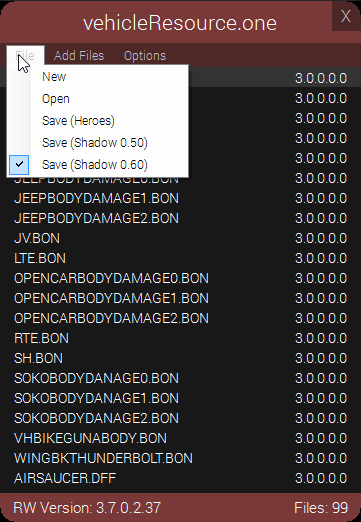 vehicleResource.one
X
File Add Files Options
New
Open
Save (Heroes)
Save (Shadow 0.50)
Save (Shadow 0.60)
3.0.0.0.0
3.0.0.0.0
3.0.0.0.0
3.0.0.0.0
3.0.0.0.0
JEEPBODYDAMAGE0.BON 3.0.0.0.0
JEEPBODYDAMAGE1.BON 3.0.0.0.0
JEEPBODYDAMAGE2.BON 3.0.0.0.0
JV.BON 3.0.0.0.0
LTE.BON 3.0.0.0.0
OPENCARBODYDAMAGE0.BON 3.0.0.0.0
OPENCARBODYDAMAGE1.BON 3.0.0.0.0
OPENCARBODYDAMAGE2.BON 3.0.0.0.0
RTE.BON 3.0.0.0.0
SH.BON 3.0.0.0.0
SOKOBODYDANAGE0.BON 3.0.0.0.0
SOKOBODYDANAGE1.BON 3.0.0.0.0
SOKOBODYDANAGE2.BON 3.0.0.0.0
VHBIKEGUNABODY.BON 3.0.0.0.0
WINGBKTHUNDERBOLT.BON 3.0.0.0.0
AIRSAUCER.DFF 3.0.0.0.0
RW Version: 3.7.0.2.37 Files: 99